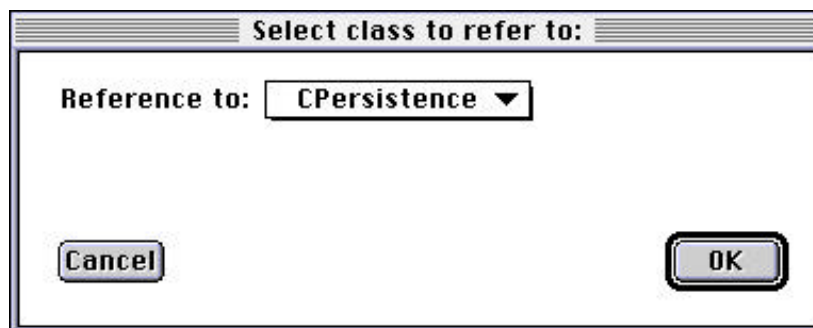 Select class to refer to:
Reference to: CPersistence
Cancel OK